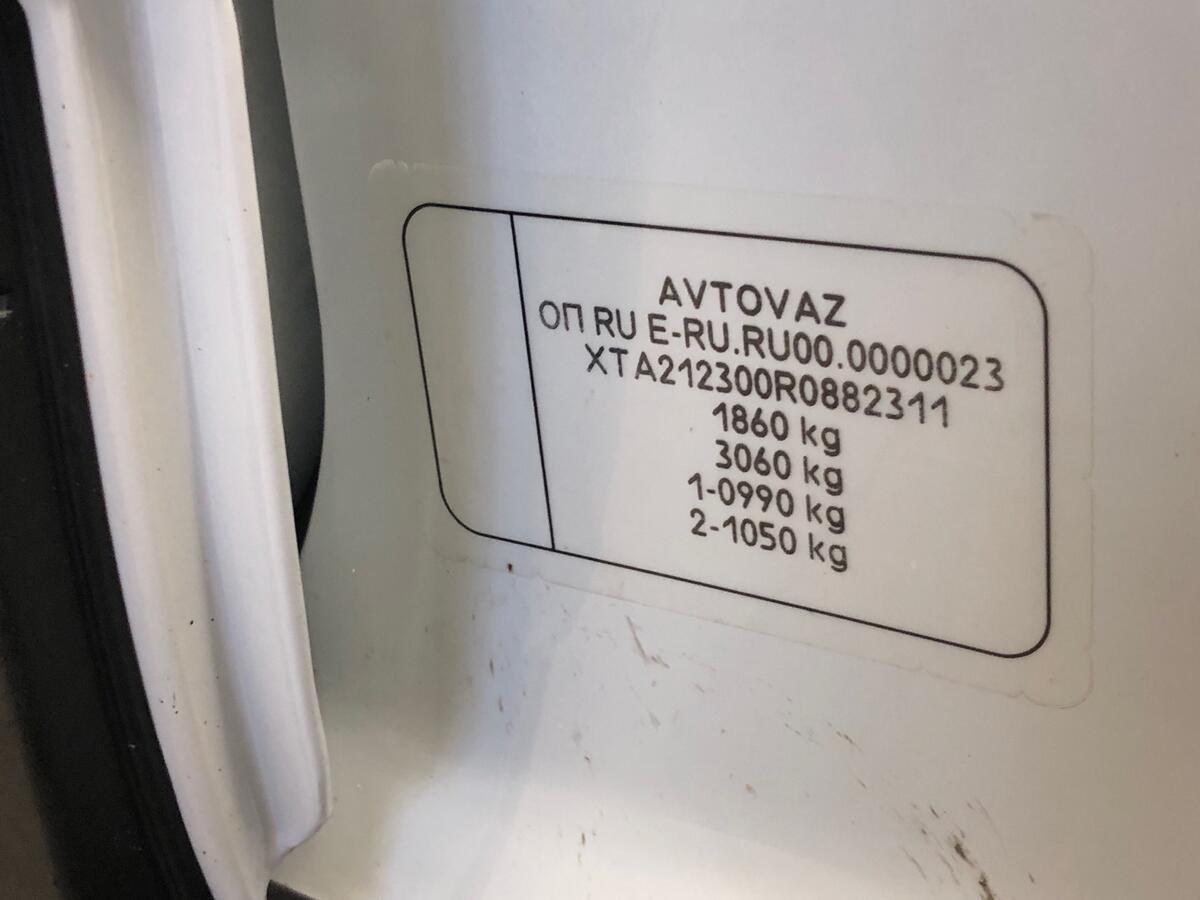 AVTOVAZ
ОП RU E-RU.RU00.0000023
XTA212300R0882311
1860 kg
3060 kg
1-0990 kg
2-1050 kg